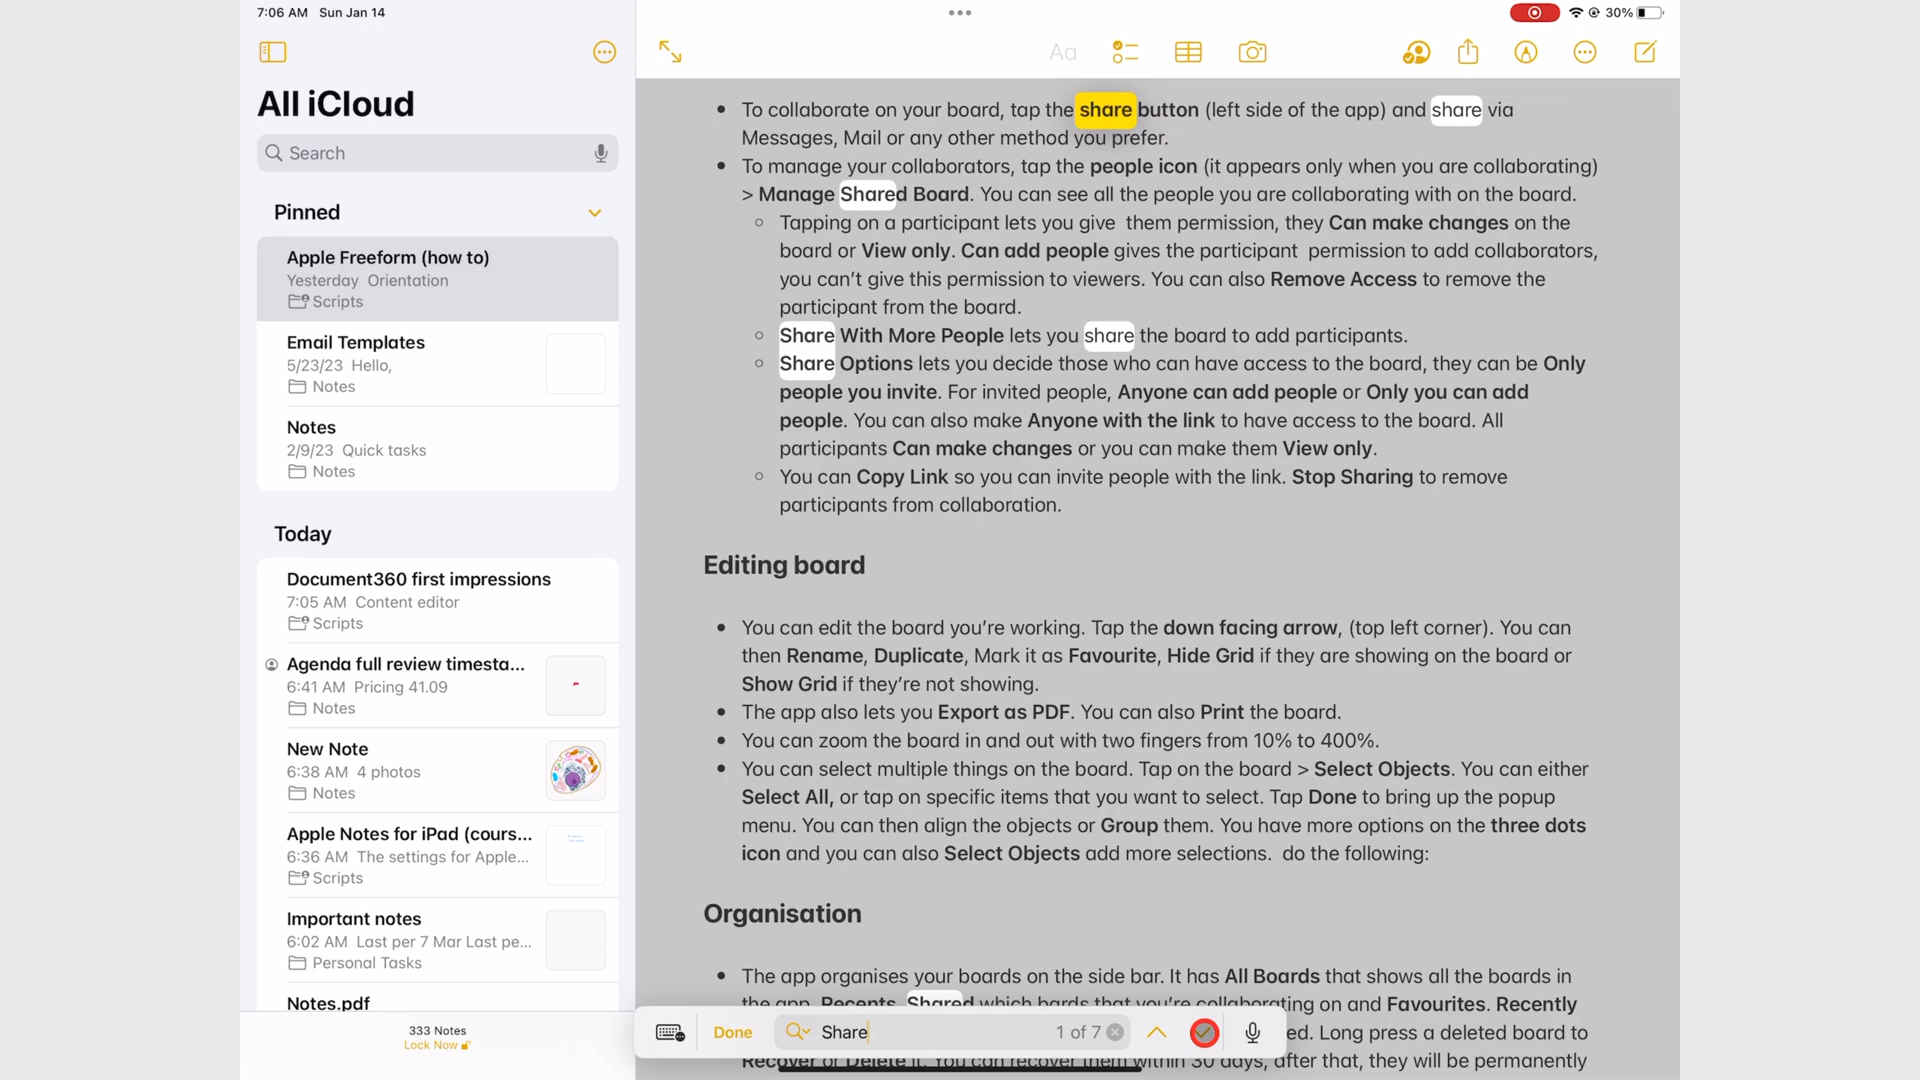 7:06 AM Sun Jan 14
30%
All iCloud
Search
Pinned
Apple Freeform (how to)
Yesterday Orientation
Scripts
Email Templates
5/23/23 Hello,
Notes
Notes
2/9/23 Quick tasks
Notes
Today
Document360 first impressions
7:05 AM Content editor
Scripts
Agenda full review timesta...
6:41 AM Pricing 41.09
Notes
New Note
6:38 AM 4 photos
Notes
Apple Notes for iPad (cours...
6:36 AM The settings for Apple...
Scripts
Important notes
6:02 AM Last per 7 Mar Last pe...
Personal Tasks
Notes.pdf
333 Notes
Lock Now
Aa
• To collaborate on your board, tap the share button (left side of the app) and share via
Messages, Mail or any other method you prefer.
• To manage your collaborators, tap the people icon (it appears only when you are collaborating)
> Manage Shared Board. You can see all the people you are collaborating with on the board.
◦ Tapping on a participant lets you give them permission, they Can make changes on the
board or View only. Can add people gives the participant permission to add collaborators,
you can't give this permission to viewers. You can also Remove Access to remove the
participant from the board.
◦ Share With More People lets you share the board to add participants.
◦ Share Options lets you decide those who can have access to the board, they can be Only
people you invite. For invited people, Anyone can add people or Only you can add
people. You can also make Anyone with the link to have access to the board. All
participants Can make changes or you can make them View only.
◦ You can Copy Link so you can invite people with the link. Stop Sharing to remove
participants from collaboration.
Editing board
• You can edit the board you're working. Tap the down facing arrow, (top left corner). You can
then Rename, Duplicate, Mark it as Favourite, Hide Grid if they are showing on the board or
Show Grid if they're not showing.
• The app also lets you Export as PDF. You can also Print the board.
• You can zoom the board in and out with two fingers from 10% to 400%.
• You can select multiple things on the board. Tap on the board > Select Objects. You can either
Select All, or tap on specific items that you want to select. Tap Done to bring up the popup
menu. You can then align the objects or Group them. You have more options on the three dots
icon and you can also Select Objects add more selections. do the following:
Organisation
• The app organises your boards on the side bar. It has All Boards that shows all the boards in
the app, Recents, Shared which bards that you're collaborating on and Favourites. Recently
ed. Long press a deleted board to
Recover or Delete it. You can recover them within 30 days, after that, they will be permanently
Done
Share
1 of 7